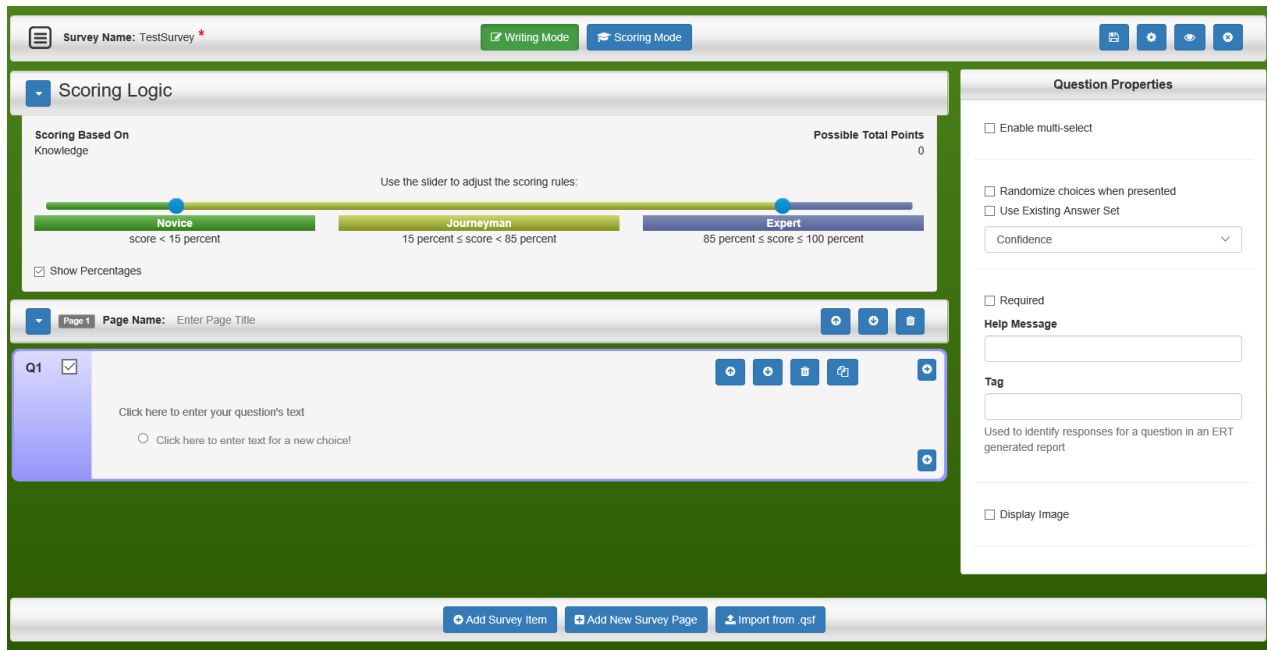 Survey Name: TestSurvey * Writing Mode Scoring Mode
Scoring Logic
Scoring Based On Possible Total Points
Knowledge 0
Use the slider to adjust the scoring rules:
Novice Journeyman Expert
score < 15 percent 15 percent ≤ score < 85 percent 85 percent ≤ score ≤ 100 percent
Show Percentages
Page 1 Page Name: Enter Page Title
Q1
Click here to enter your question's text
Click here to enter text for a new choice!
Question Properties
Enable multi-select
Randomize choices when presented
Use Existing Answer Set
Confidence
Required
Help Message
Tag
Used to identify responses for a question in an ERT
generated report
Display Image
Add Survey Item Add New Survey Page Import from .qsf